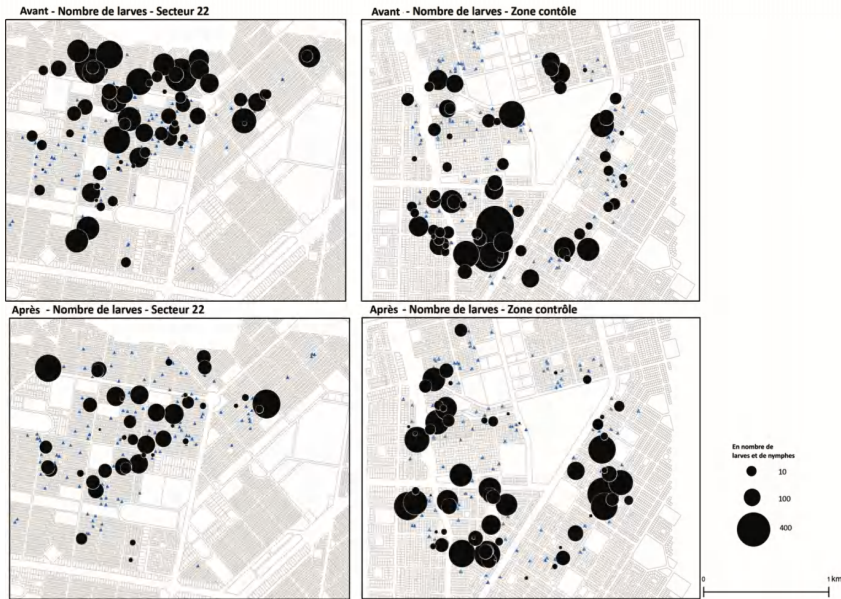 Avant - Nombre de larves - Secteur 22
Avant - Nombre de larves - Zone contôle
Après - Nombre de larves - Secteur 22
Après - Nombre de larves - Zone contrôle
En nombre de
larves et de nymphes
10
100
400
0
1 km